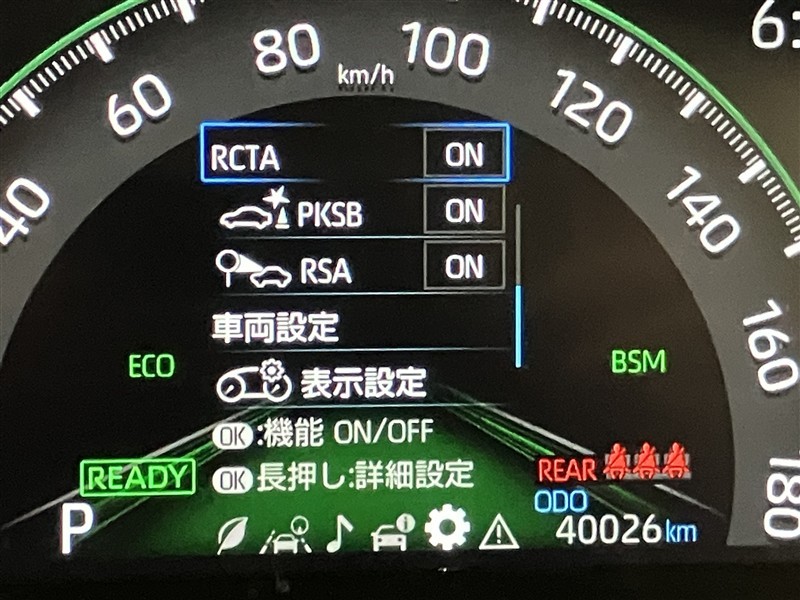 40
60
80
100
120
140
160
180
km/h
6:
RCTA ON
PKSB ON
RSA ON
車両設定
表示設定
ECO
BSM
OK:機能 ON/OFF
OK長押し:詳細設定
READY
REAR
ODO
P
40026km